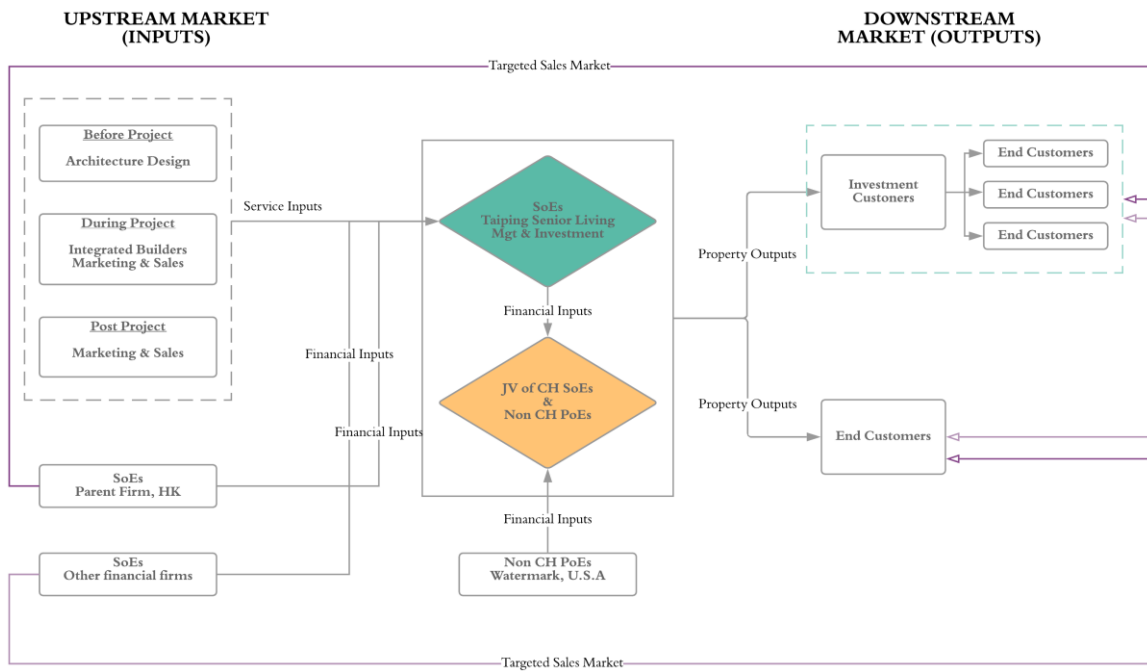 UPSTREAM MARKET
(INPUTS)
DOWNSTREAM
MARKET (OUTPUTS)
Targeted Sales Market
Before Project
Architecture Design
During Project
Integrated Builders
Marketing & Sales
Post Project
Marketing & Sales
Service Inputs
Financial Inputs
Financial Inputs
SoEs
Parent Firm, HK
SoEs
Other financial firms
SoEs
Taiping Senior Living
Mgt & Investment
Financial Inputs
JV of CH SoEs
&
Non CH PoEs
Financial Inputs
Non CH PoEs
Watermark, U.S.A
Property Outputs
Property Outputs
Investment
Custoners
End Customers
End Customers
End Customers
End Customers
Targeted Sales Market